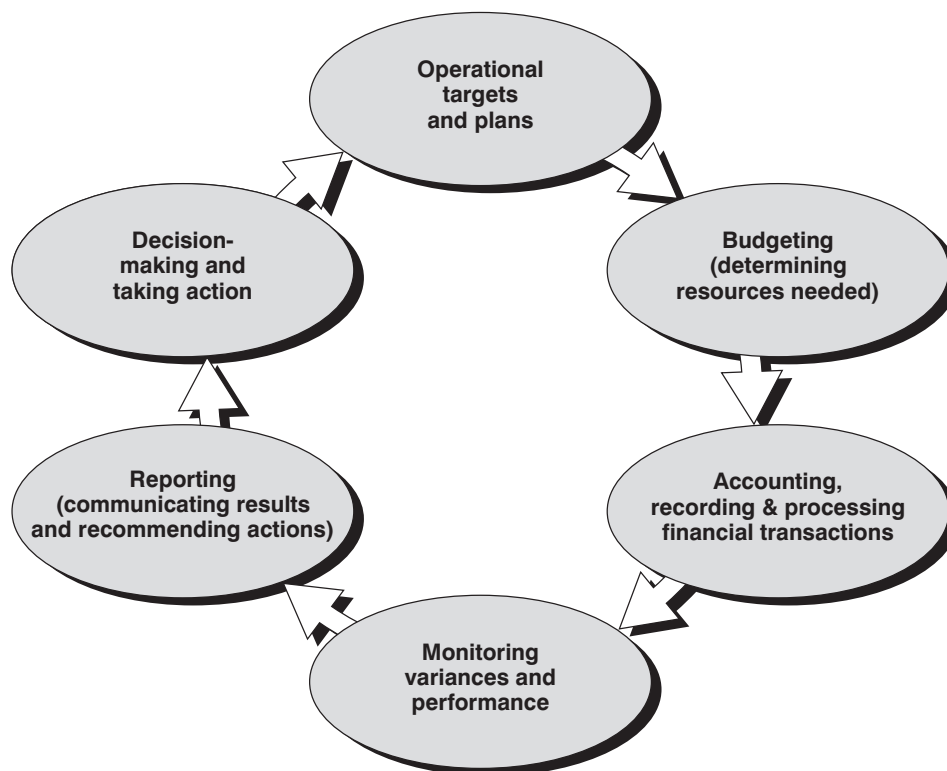 Operational
targets
and plans
Budgeting
(determining
resources needed)
Accounting,
recording & processing
financial transactions
Monitoring
variances and
performance
Reporting
(communicating results
and recommending actions)
Decision-
making and
taking action